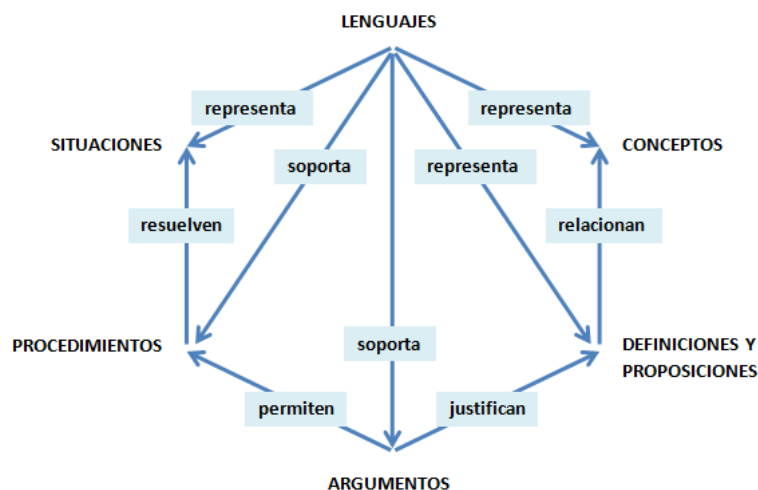 LENGUAJES
representa
representa
SITUACIONES
CONCEPTOS
soporta
representa
resuelven
relacionan
PROCEDIMIENTOS
soporta
DEFINICIONES Y
PROPOSICIONES
permiten
justifican
ARGUMENTOS